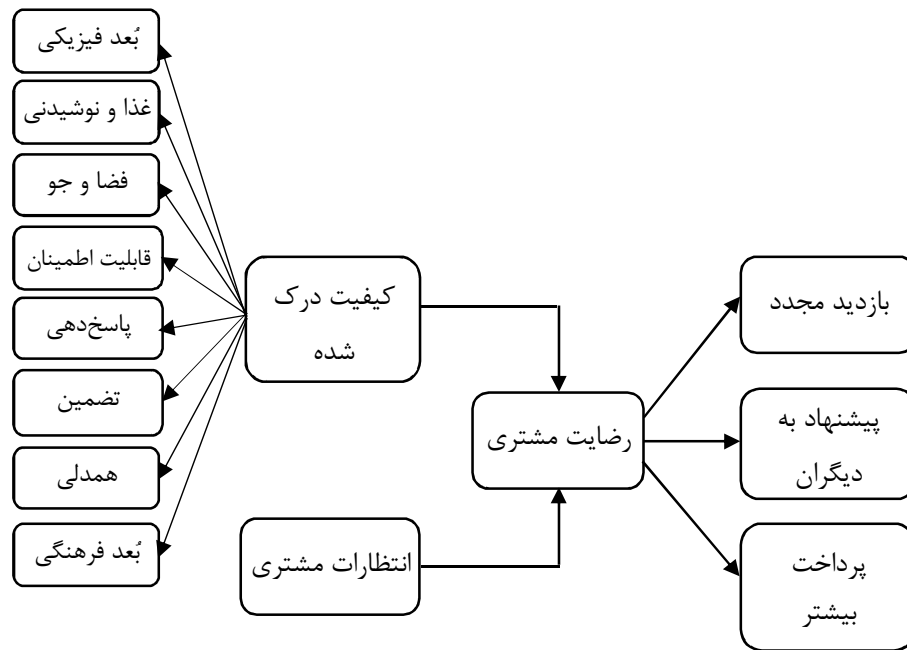 بُعد فیزیکی
غذا و نوشیدنی
فضا و جو
قابلیت اطمینان
پاسخ‌دهی
تضمین
همدلی
بُعد فرهنگی
کیفیت درک
شده
انتظارات مشتری
رضایت مشتری
بازدید مجدد
پیشنهاد به
دیگران
پرداخت
بیشتر